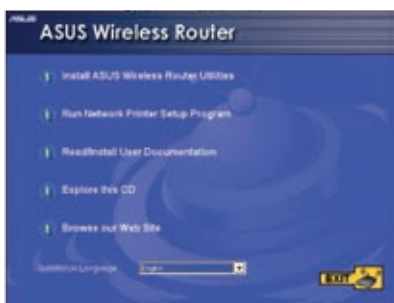 ASUS
ASUS Wireless Router
Install ASUS Wireless Router Utilities
Run Network Printer Setup Program
Read/Install User Documentation
Explore this CD
Browse our Web Site
Installation Language
English
EXIT